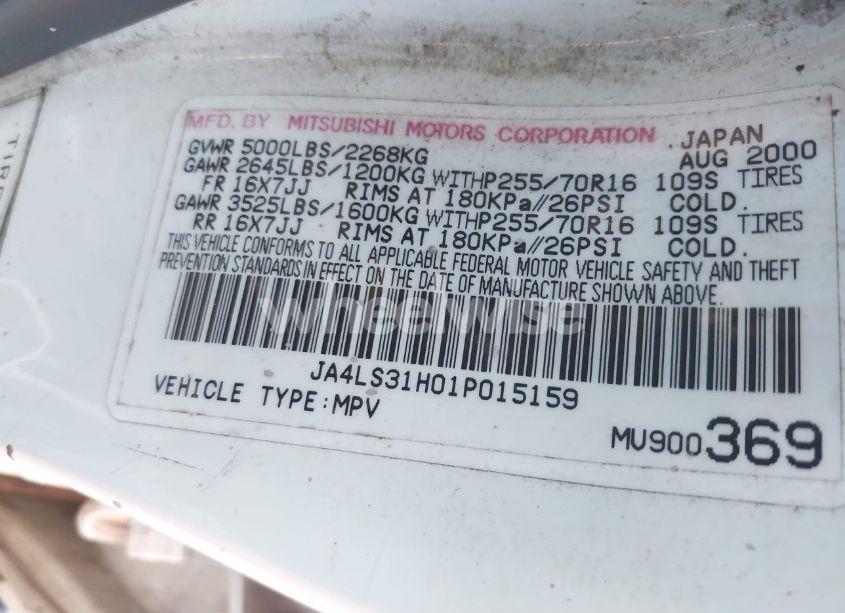 TIRE
MFD. BY MITSUBISHI MOTORS CORPORATION .JAPAN
GVWR 5000LBS/2268KG AUG 2000
GAWR 2645LBS/1200KG WITHP255/70R16 109S TIRES
FR 16X7JJ RIMS AT 180KPa//26PSI COLD.
GAWR 3525LBS/1600KG WITHP255/70R16 109S TIRES
RR 16X7JJ RIMS AT 180KPa//26PSI COLD.
THIS VEHICLE CONFORMS TO ALL APPLICABLE FEDERAL MOTOR VEHICLE SAFETY AND THEFT
PREVENTION STANDARDS IN EFFECT ON THE DATE OF MANUFACTURE SHOWN ABOVE.
wheelwise
JA4LS31H01P015159
VEHICLE TYPE:MPV
MU900369